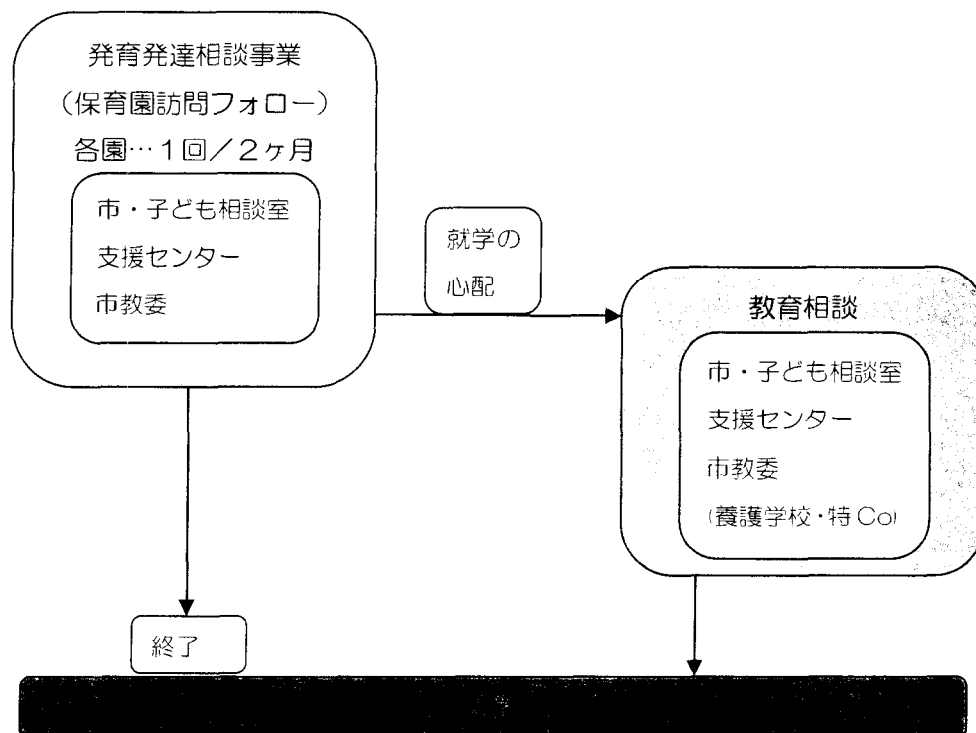 発育発達相談事業
（保育園訪問フォロー）
各園…１回／２ヶ月
市・子ども相談室
支援センター
市教委
就学の
心配
教育相談
市・子ども相談室
支援センター
市教委
(養護学校・特Co)
終了